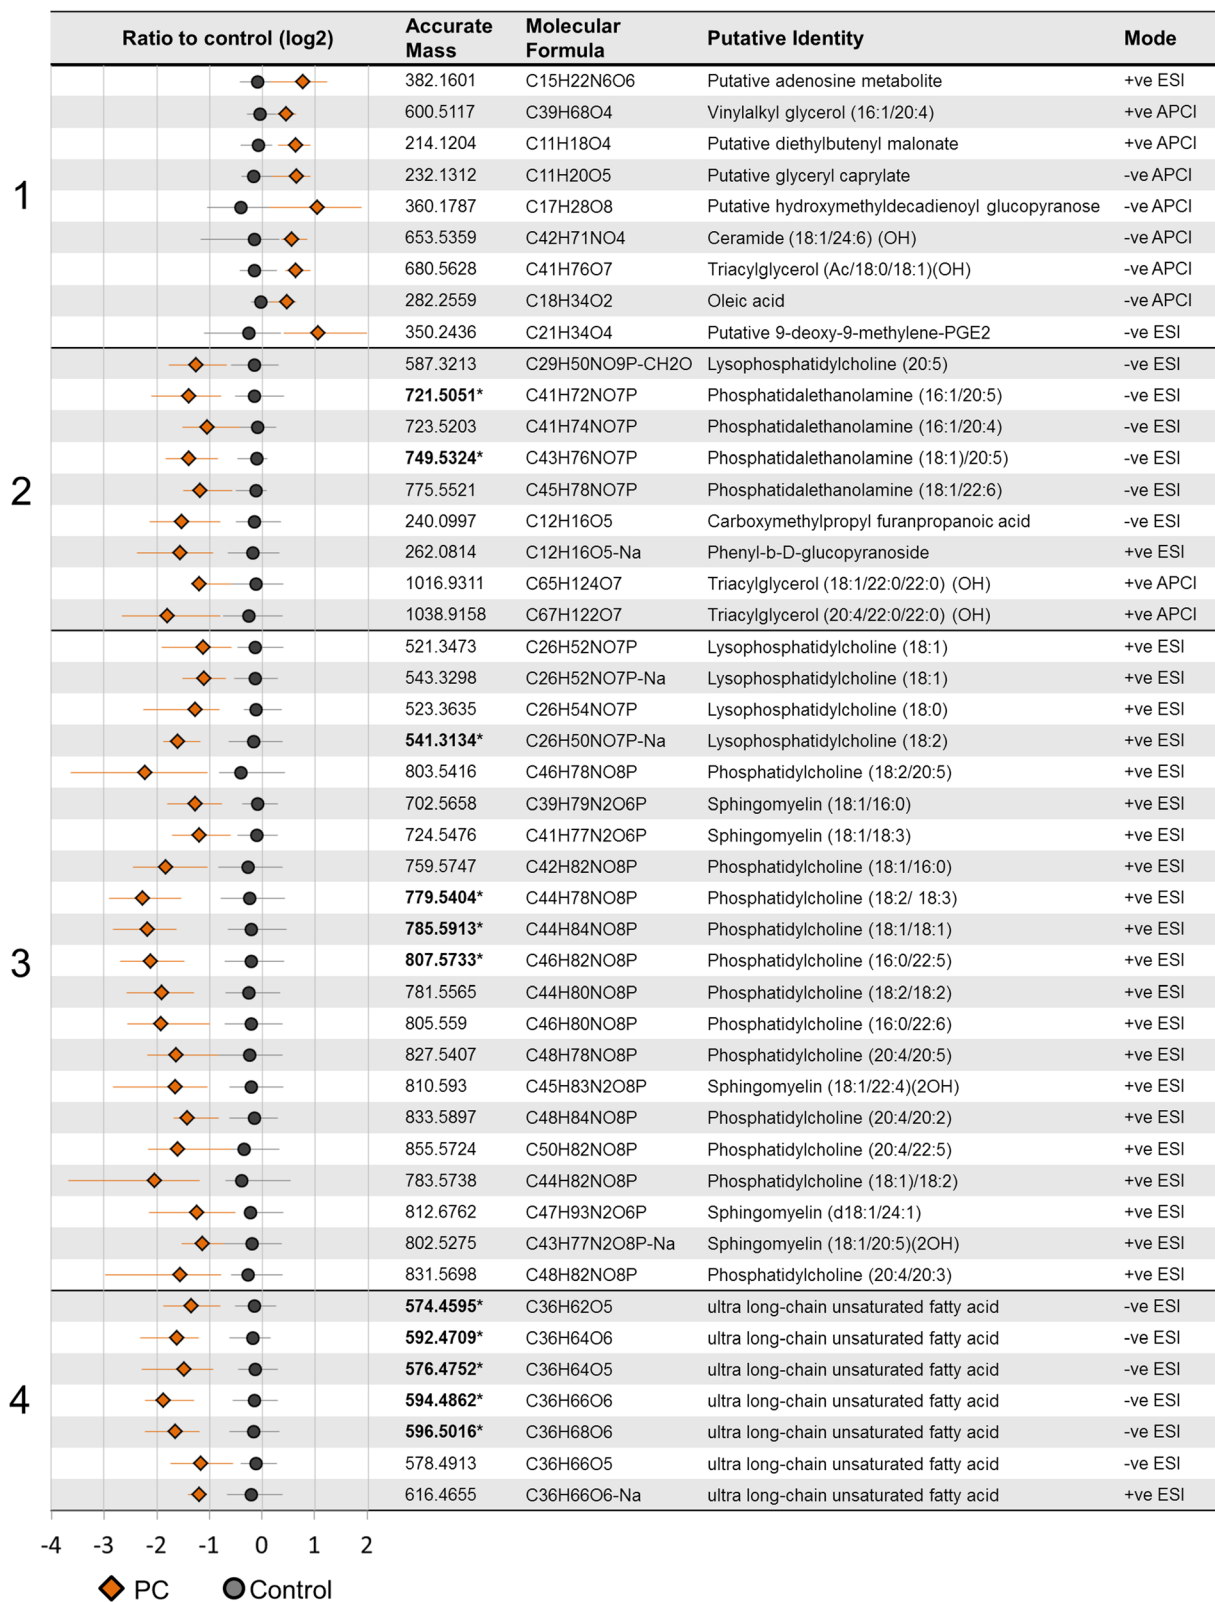 Ratio to control (log2) Accurate Mass Molecular Formula Putative Identity Mode
1
382.1601 C15H22N6O6 Putative adenosine metabolite +ve ESI
600.5117 C39H68O4 Vinylalkyl glycerol (16:1/20:4) +ve APCI
214.1204 C11H18O4 Putative diethylbutenyl malonate +ve APCI
232.1312 C11H20O5 Putative glyceryl caprylate -ve APCI
360.1787 C17H28O8 Putative hydroxymethyldecadienoyl glucopyranose -ve APCI
653.5359 C42H71NO4 Ceramide (18:1/24:6) (OH) -ve APCI
680.5628 C41H76O7 Triacylglycerol (Ac/18:0/18:1)(OH) -ve APCI
282.2559 C18H34O2 Oleic acid -ve APCI
350.2436 C21H34O4 Putative 9-deoxy-9-methylene-PGE2 -ve ESI
2
587.3213 C29H50NO9P-CH2O Lysophosphatidylcholine (20:5) -ve ESI
721.5051* C41H72NO7P Phosphatidalethanolamine (16:1/20:5) -ve ESI
723.5203 C41H74NO7P Phosphatidalethanolamine (16:1/20:4) -ve ESI
749.5324* C43H76NO7P Phosphatidalethanolamine (18:1)/20:5) -ve ESI
775.5521 C45H78NO7P Phosphatidalethanolamine (18:1/22:6) -ve ESI
240.0997 C12H16O5 Carboxymethylpropyl furanpropanoic acid -ve ESI
262.0814 C12H16O5-Na Phenyl-b-D-glucopyranoside +ve ESI
1016.9311 C65H124O7 Triacylglycerol (18:1/22:0/22:0) (OH) +ve APCI
1038.9158 C67H122O7 Triacylglycerol (20:4/22:0/22:0) (OH) +ve APCI
3
521.3473 C26H52NO7P Lysophosphatidylcholine (18:1) +ve ESI
543.3298 C26H52NO7P-Na Lysophosphatidylcholine (18:1) +ve ESI
523.3635 C26H54NO7P Lysophosphatidylcholine (18:0) +ve ESI
541.3134* C26H50NO7P-Na Lysophosphatidylcholine (18:2) +ve ESI
803.5416 C46H78NO8P Phosphatidylcholine (18:2/20:5) +ve ESI
702.5658 C39H79N2O6P Sphingomyelin (18:1/16:0) +ve ESI
724.5476 C41H77N2O6P Sphingomyelin (18:1/18:3) +ve ESI
759.5747 C42H82NO8P Phosphatidylcholine (18:1/16:0) +ve ESI
779.5404* C44H78NO8P Phosphatidylcholine (18:2/ 18:3) +ve ESI
785.5913* C44H84NO8P Phosphatidylcholine (18:1/18:1) +ve ESI
807.5733* C46H82NO8P Phosphatidylcholine (16:0/22:5) +ve ESI
781.5565 C44H80NO8P Phosphatidylcholine (18:2/18:2) +ve ESI
805.559 C46H80NO8P Phosphatidylcholine (16:0/22:6) +ve ESI
827.5407 C48H78NO8P Phosphatidylcholine (20:4/20:5) +ve ESI
810.593 C45H83N2O8P Sphingomyelin (18:1/22:4)(2OH) +ve ESI
833.5897 C48H84NO8P Phosphatidylcholine (20:4/20:2) +ve ESI
855.5724 C50H82NO8P Phosphatidylcholine (20:4/22:5) +ve ESI
783.5738 C44H82NO8P Phosphatidylcholine (18:1)/18:2) +ve ESI
812.6762 C47H93N2O6P Sphingomyelin (d18:1/24:1) +ve ESI
802.5275 C43H77N2O8P-Na Sphingomyelin (18:1/20:5)(2OH) +ve ESI
831.5698 C48H82NO8P Phosphatidylcholine (20:4/20:3) +ve ESI
4
574.4595* C36H62O5 ultra long-chain unsaturated fatty acid -ve ESI
592.4709* C36H64O6 ultra long-chain unsaturated fatty acid -ve ESI
576.4752* C36H64O5 ultra long-chain unsaturated fatty acid -ve ESI
594.4862* C36H66O6 ultra long-chain unsaturated fatty acid -ve ESI
596.5016* C36H68O6 ultra long-chain unsaturated fatty acid -ve ESI
578.4913 C36H66O5 ultra long-chain unsaturated fatty acid -ve ESI
616.4655 C36H66O6-Na ultra long-chain unsaturated fatty acid +ve ESI
-4 -3 -2 -1 0 1 2
PC Control